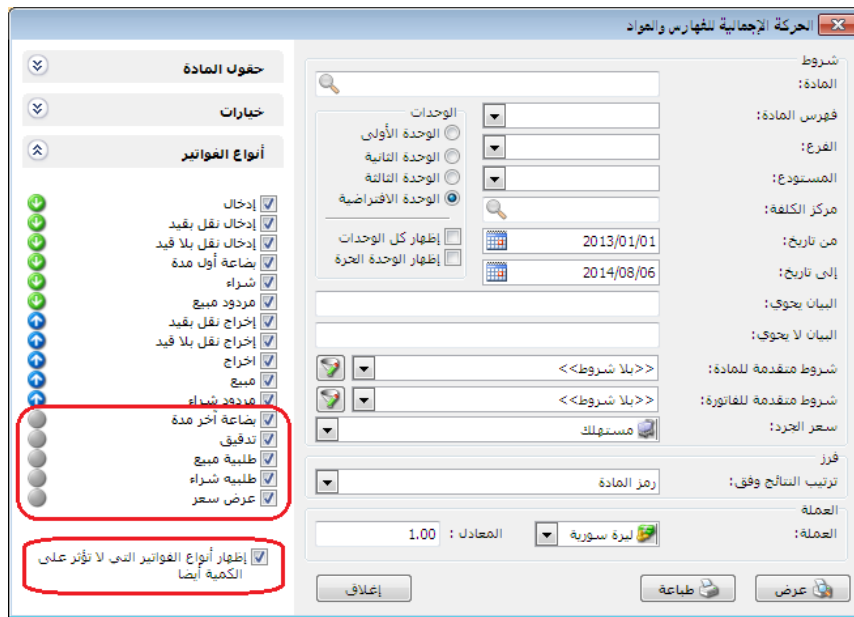 الحركة الإجمالية للفهارس والمواد
شروط
المادة:
فهرس المادة:
الفرع:
المستودع:
مركز الكلفة:
من تاريخ:
2013/01/01
إلى تاريخ:
2014/08/06
البيان يحوي:
البيان لا يحوي:
شروط متقدمة للمادة:
<<بلا شروط>>
شروط متقدمة للفاتورة:
<<بلا شروط>>
سعر الجرد:
مستهلك
الوحدات
الوحدة الأولى
الوحدة الثانية
الوحدة الثالثة
الوحدة الافتراضية
إظهار كل الوحدات
إظهار الوحدة الحرة
فرز
ترتيب النتائج وفق:
رمز المادة
العملة
العملة:
ليرة سورية
المعادل :
1.00
عرض
طباعة
إغلاق
حقول المادة
خيارات
أنواع الفواتير
إدخال
إدخال نقل بقيد
إدخال نقل بلا قيد
بضاعة أول مدة
شراء
مردود مبيع
إخراج نقل بقيد
إخراج نقل بلا قيد
اخراج
مبيع
مردود شراء
بضاعة آخر مدة
تدقيق
طلبية مبيع
طلبيه شراء
عرض سعر
إظهار أنواع الفواتير التي لا تؤثر على
الكمية أيضا